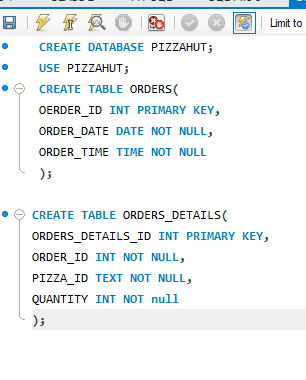 Limit to
CREATE DATABASE PIZZAHUT;
USE PIZZAHUT;
CREATE TABLE ORDERS(
OERDER_ID INT PRIMARY KEY,
ORDER_DATE DATE NOT NULL,
ORDER_TIME TIME NOT NULL
);
CREATE TABLE ORDERS_DETAILS(
ORDERS_DETAILS_ID INT PRIMARY KEY,
ORDER_ID INT NOT NULL,
PIZZA_ID TEXT NOT NULL,
QUANTITY INT NOT null
);